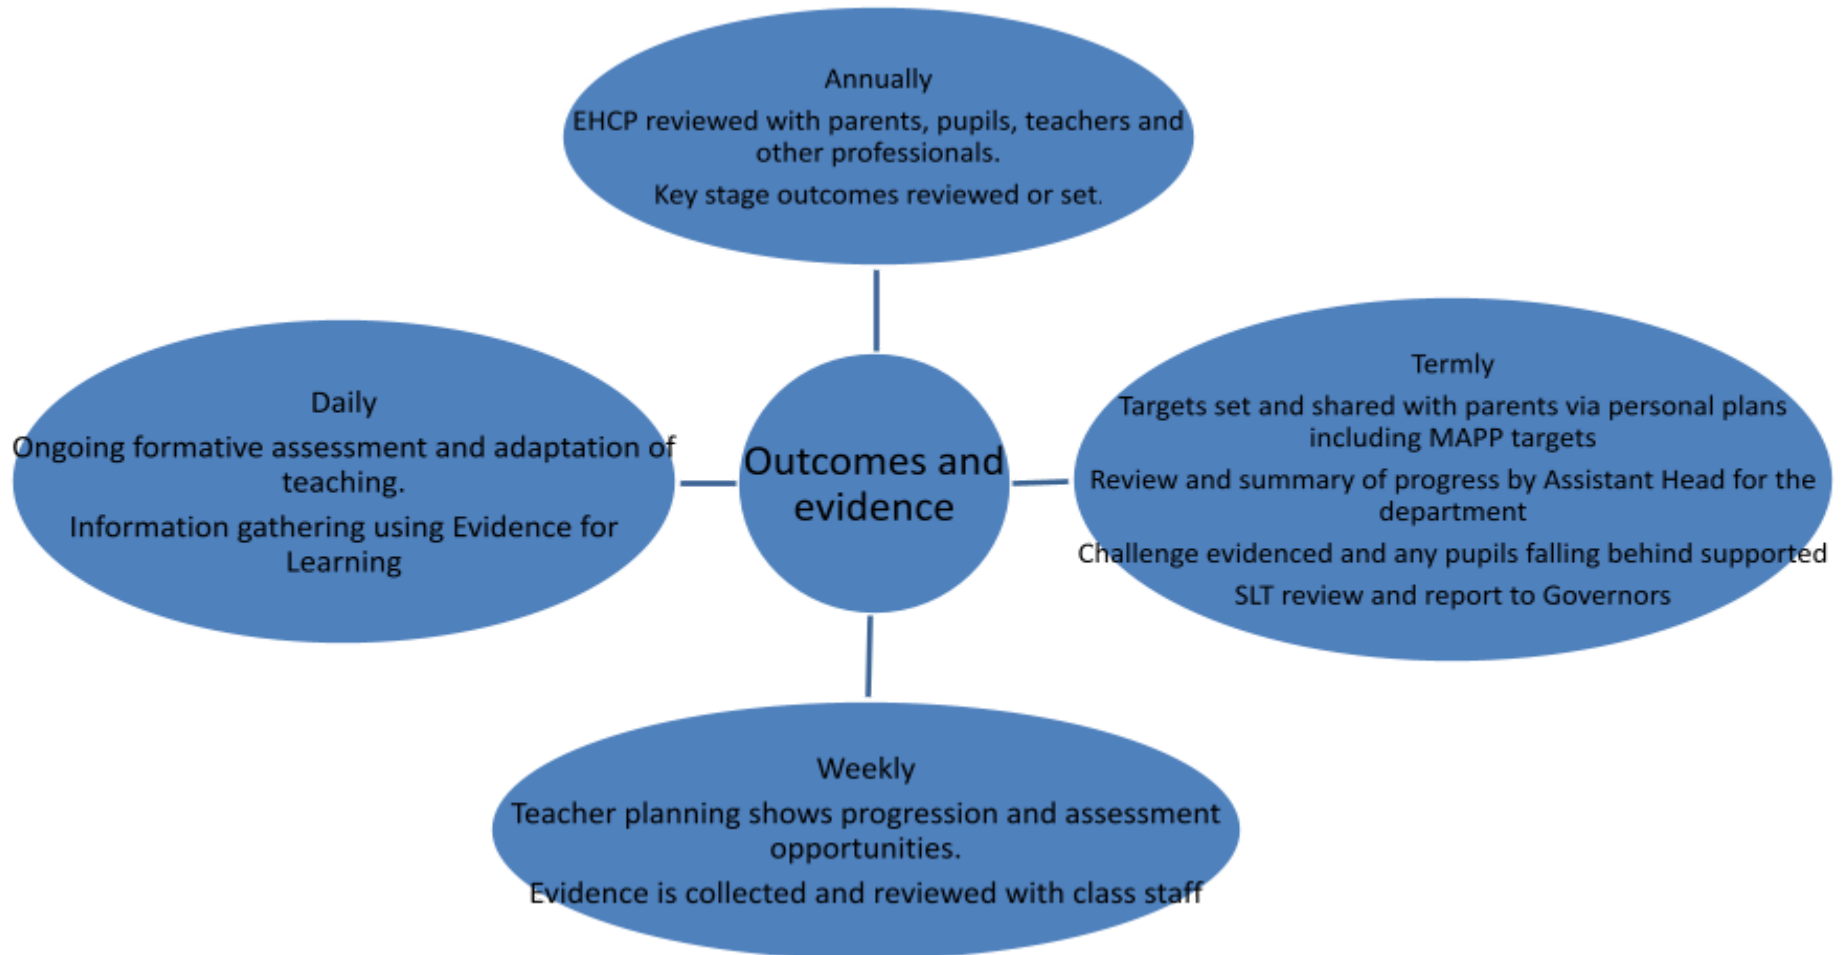 Annually
EHCP reviewed with parents, pupils, teachers and
other professionals.
Key stage outcomes reviewed or set.
Daily
Ongoing formative assessment and adaptation of
teaching.
Information gathering using Evidence for
Learning
Outcomes and
evidence
Termly
Targets set and shared with parents via personal plans
including MAPP targets
Review and summary of progress by Assistant Head for the
department
Challenge evidenced and any pupils falling behind supported
SLT review and report to Governors
Weekly
Teacher planning shows progression and assessment
opportunities.
Evidence is collected and reviewed with class staff